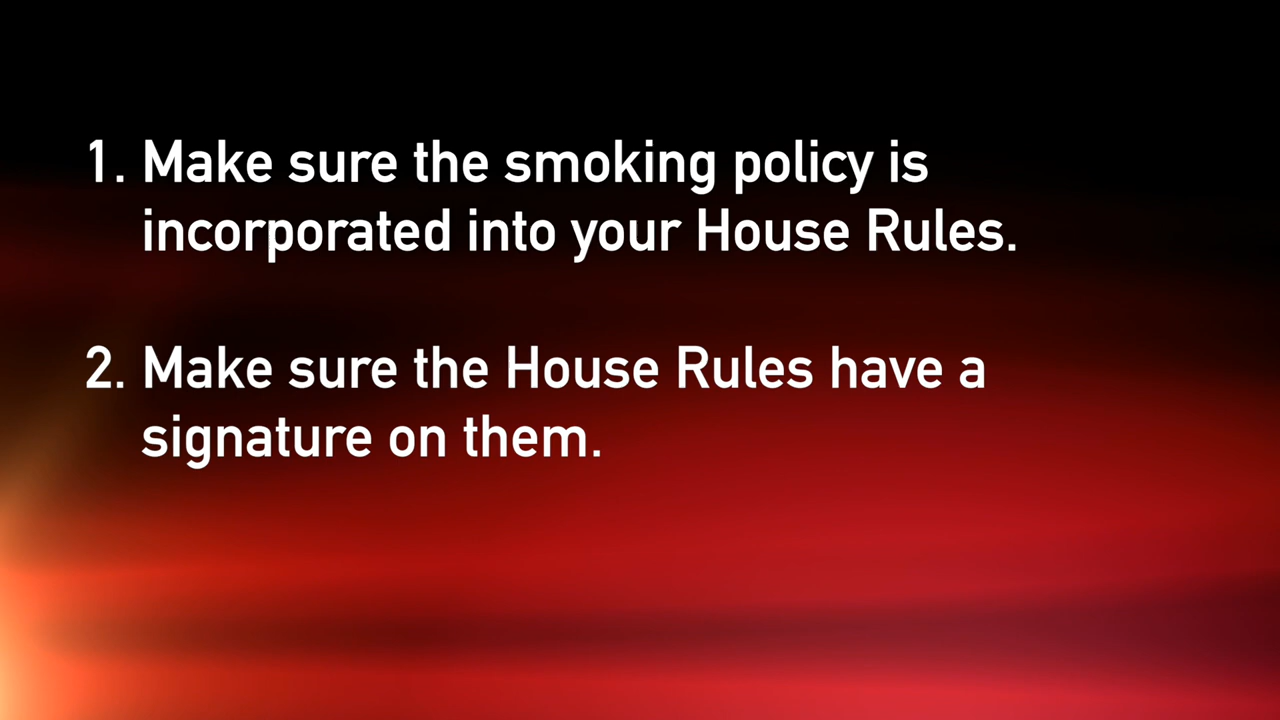 1. Make sure the smoking policy is
incorporated into your House Rules.
2. Make sure the House Rules have a
signature on them.